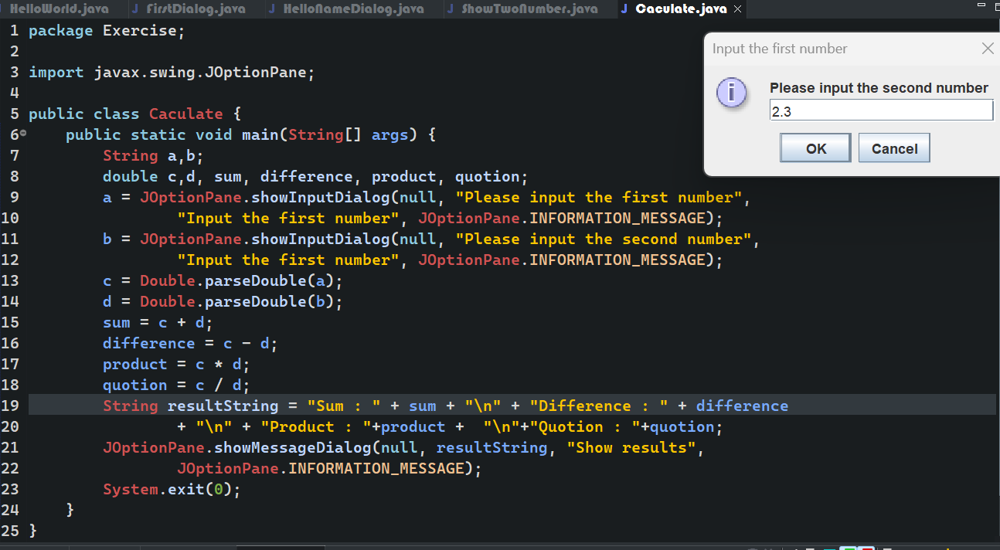 HelloWorld.java FirstDialog.java HelloNameDialog.java ShowTwoNumber.java Caculate.java
1 package Exercise;
2
3 import javax.swing.JOptionPane;
4
5 public class Caculate {
6 public static void main(String[] args) {
7 String a,b;
8 double c,d, sum, difference, product, quotion;
9 a = JOptionPane.showInputDialog(null, "Please input the first number",
10 "Input the first number", JOptionPane.INFORMATION_MESSAGE);
11 b = JOptionPane.showInputDialog(null, "Please input the second number",
12 "Input the first number", JOptionPane.INFORMATION_MESSAGE);
13 c = Double.parseDouble(a);
14 d = Double.parseDouble(b);
15 sum = c + d;
16 difference = c - d;
17 product = c * d;
18 quotion = c / d;
19 String resultString = "Sum : " + sum + "\n" + "Difference : " + difference
20 + "\n" + "Product : "+product +  "\n"+"Quotion : "+quotion;
21 JOptionPane.showMessageDialog(null, resultString, "Show results",
22 JOptionPane.INFORMATION_MESSAGE);
23 System.exit(0);
24 }
25 }
Input the first number
Please input the second number
2.3
OK Cancel